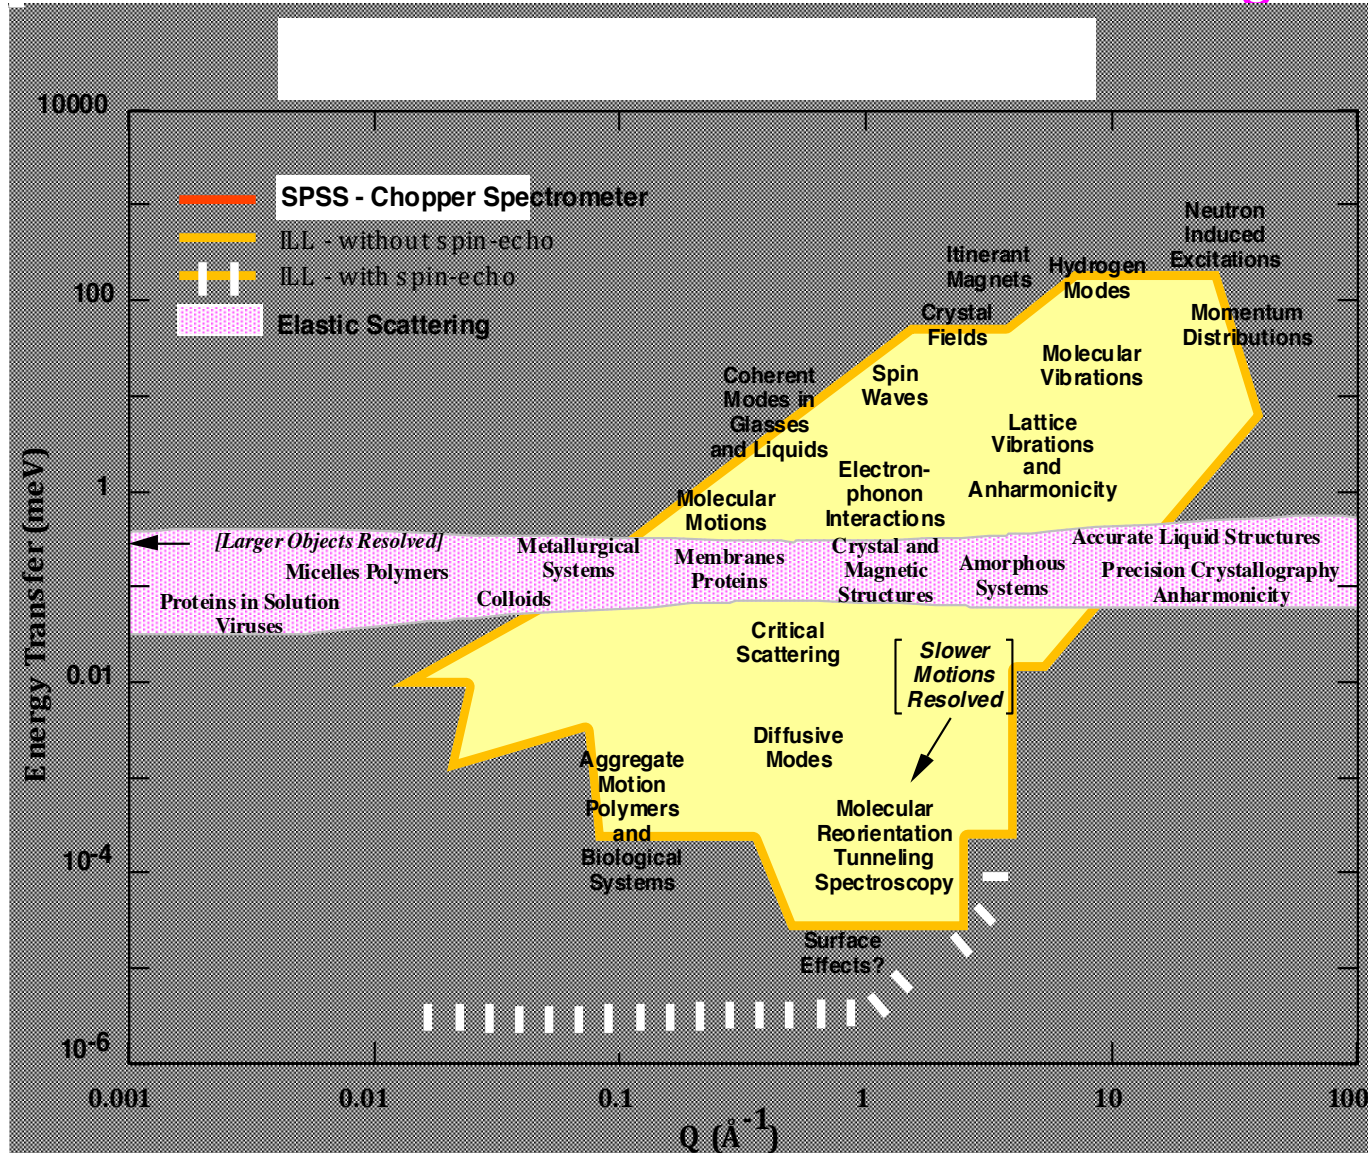 10000
100
1
0.01
10-4
10-6
Energy Transfer (meV)
SPSS - Chopper Spectrometer
ILL - without spin-echo
ILL - with spin-echo
Elastic Scattering
Neutron
Induced
Excitations
Itinerant
Magnets
Hydrogen
Modes
Crystal
Fields
Momentum
Distributions
Molecular
Vibrations
Spin
Waves
Coherent
Modes in
Glasses
and Liquids
Lattice
Vibrations
and
Anharmonicity
Electron-
phonon
Interactions
Molecular
Motions
[Larger Objects Resolved]
Micelles Polymers
Proteins in Solution
Viruses
Metallurgical
Systems
Colloids
Membranes
Proteins
Crystal and
Magnetic
Structures
Amorphous
Systems
Accurate Liquid Structures
Precision Crystallography
Anharmonicity
Critical
Scattering
Slower
Motions
Resolved
Diffusive
Modes
Aggregate
Motion
Polymers
and
Biological
Systems
Molecular
Reorientation
Tunneling
Spectroscopy
Surface
Effects?
0.001
0.01
0.1
1
10
100
Q (Å-1)